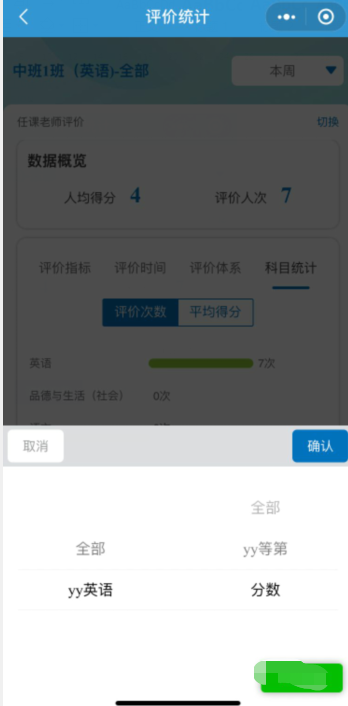 评价统计
中班1班（英语)-全部
本周
任课老师评价
切换
数据概览
人均得分 4 评价人次 7
评价指标 评价时间 评价体系 科目统计
评价次数 平均得分
英语 7次
品德与生活（社会） 0次
取消 确认
全部
全部 yy等第
yy英语 分数